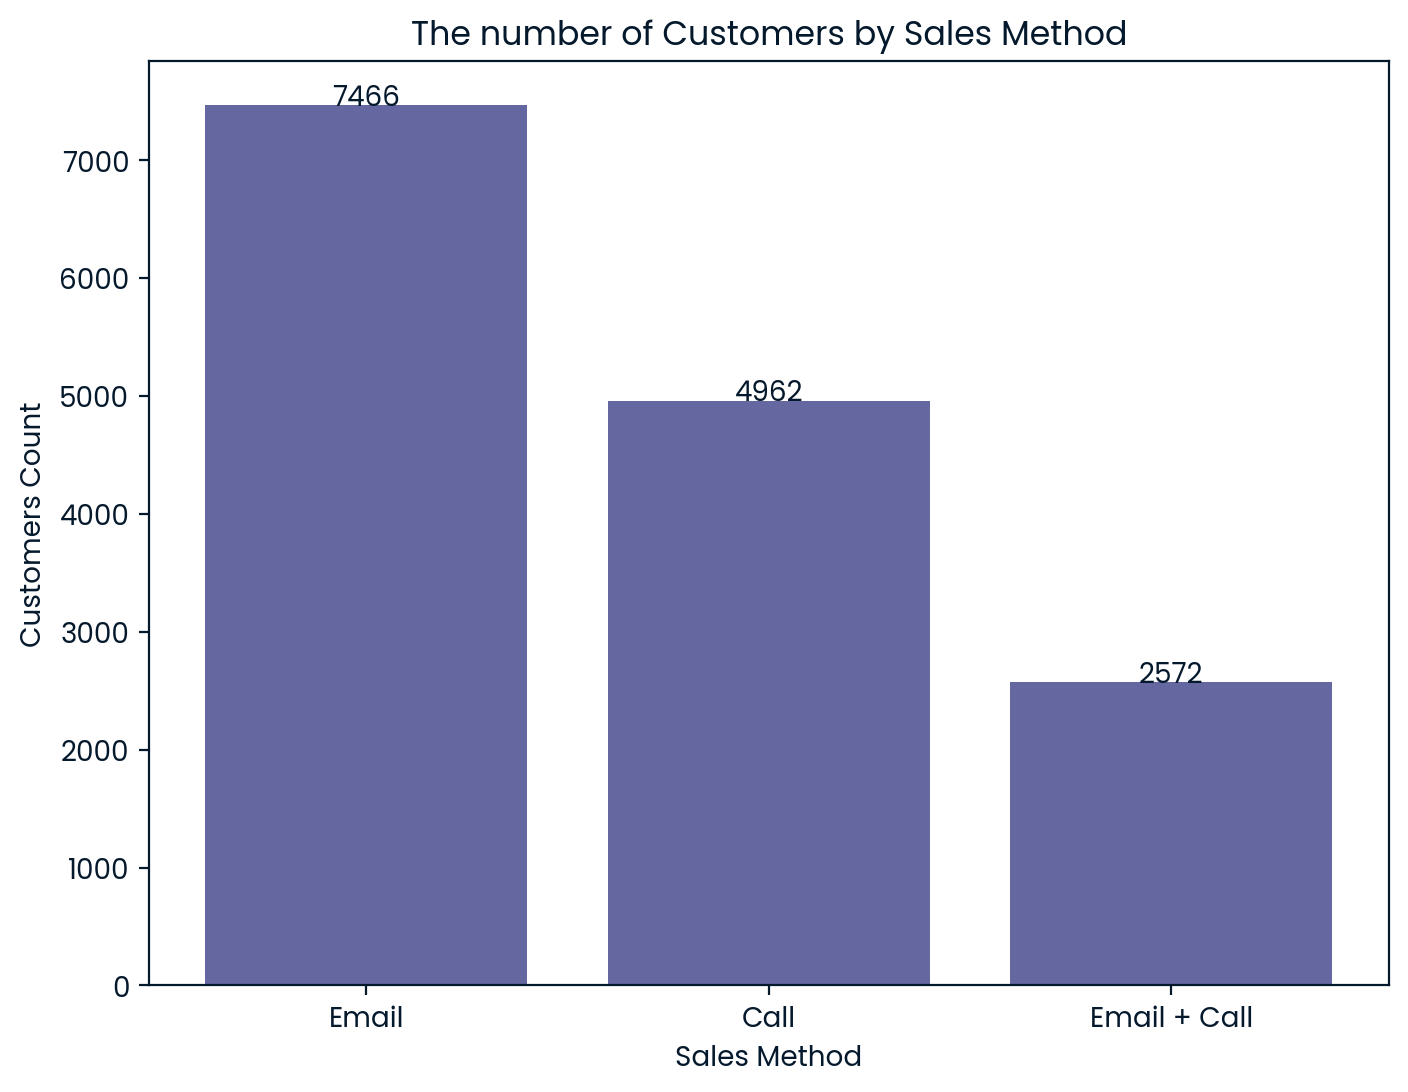 The number of Customers by Sales Method
7466
7000
6000
4962
5000
4000
Customers Count
3000
2572
2000
1000
0
Email
Call
Email + Call
Sales Method